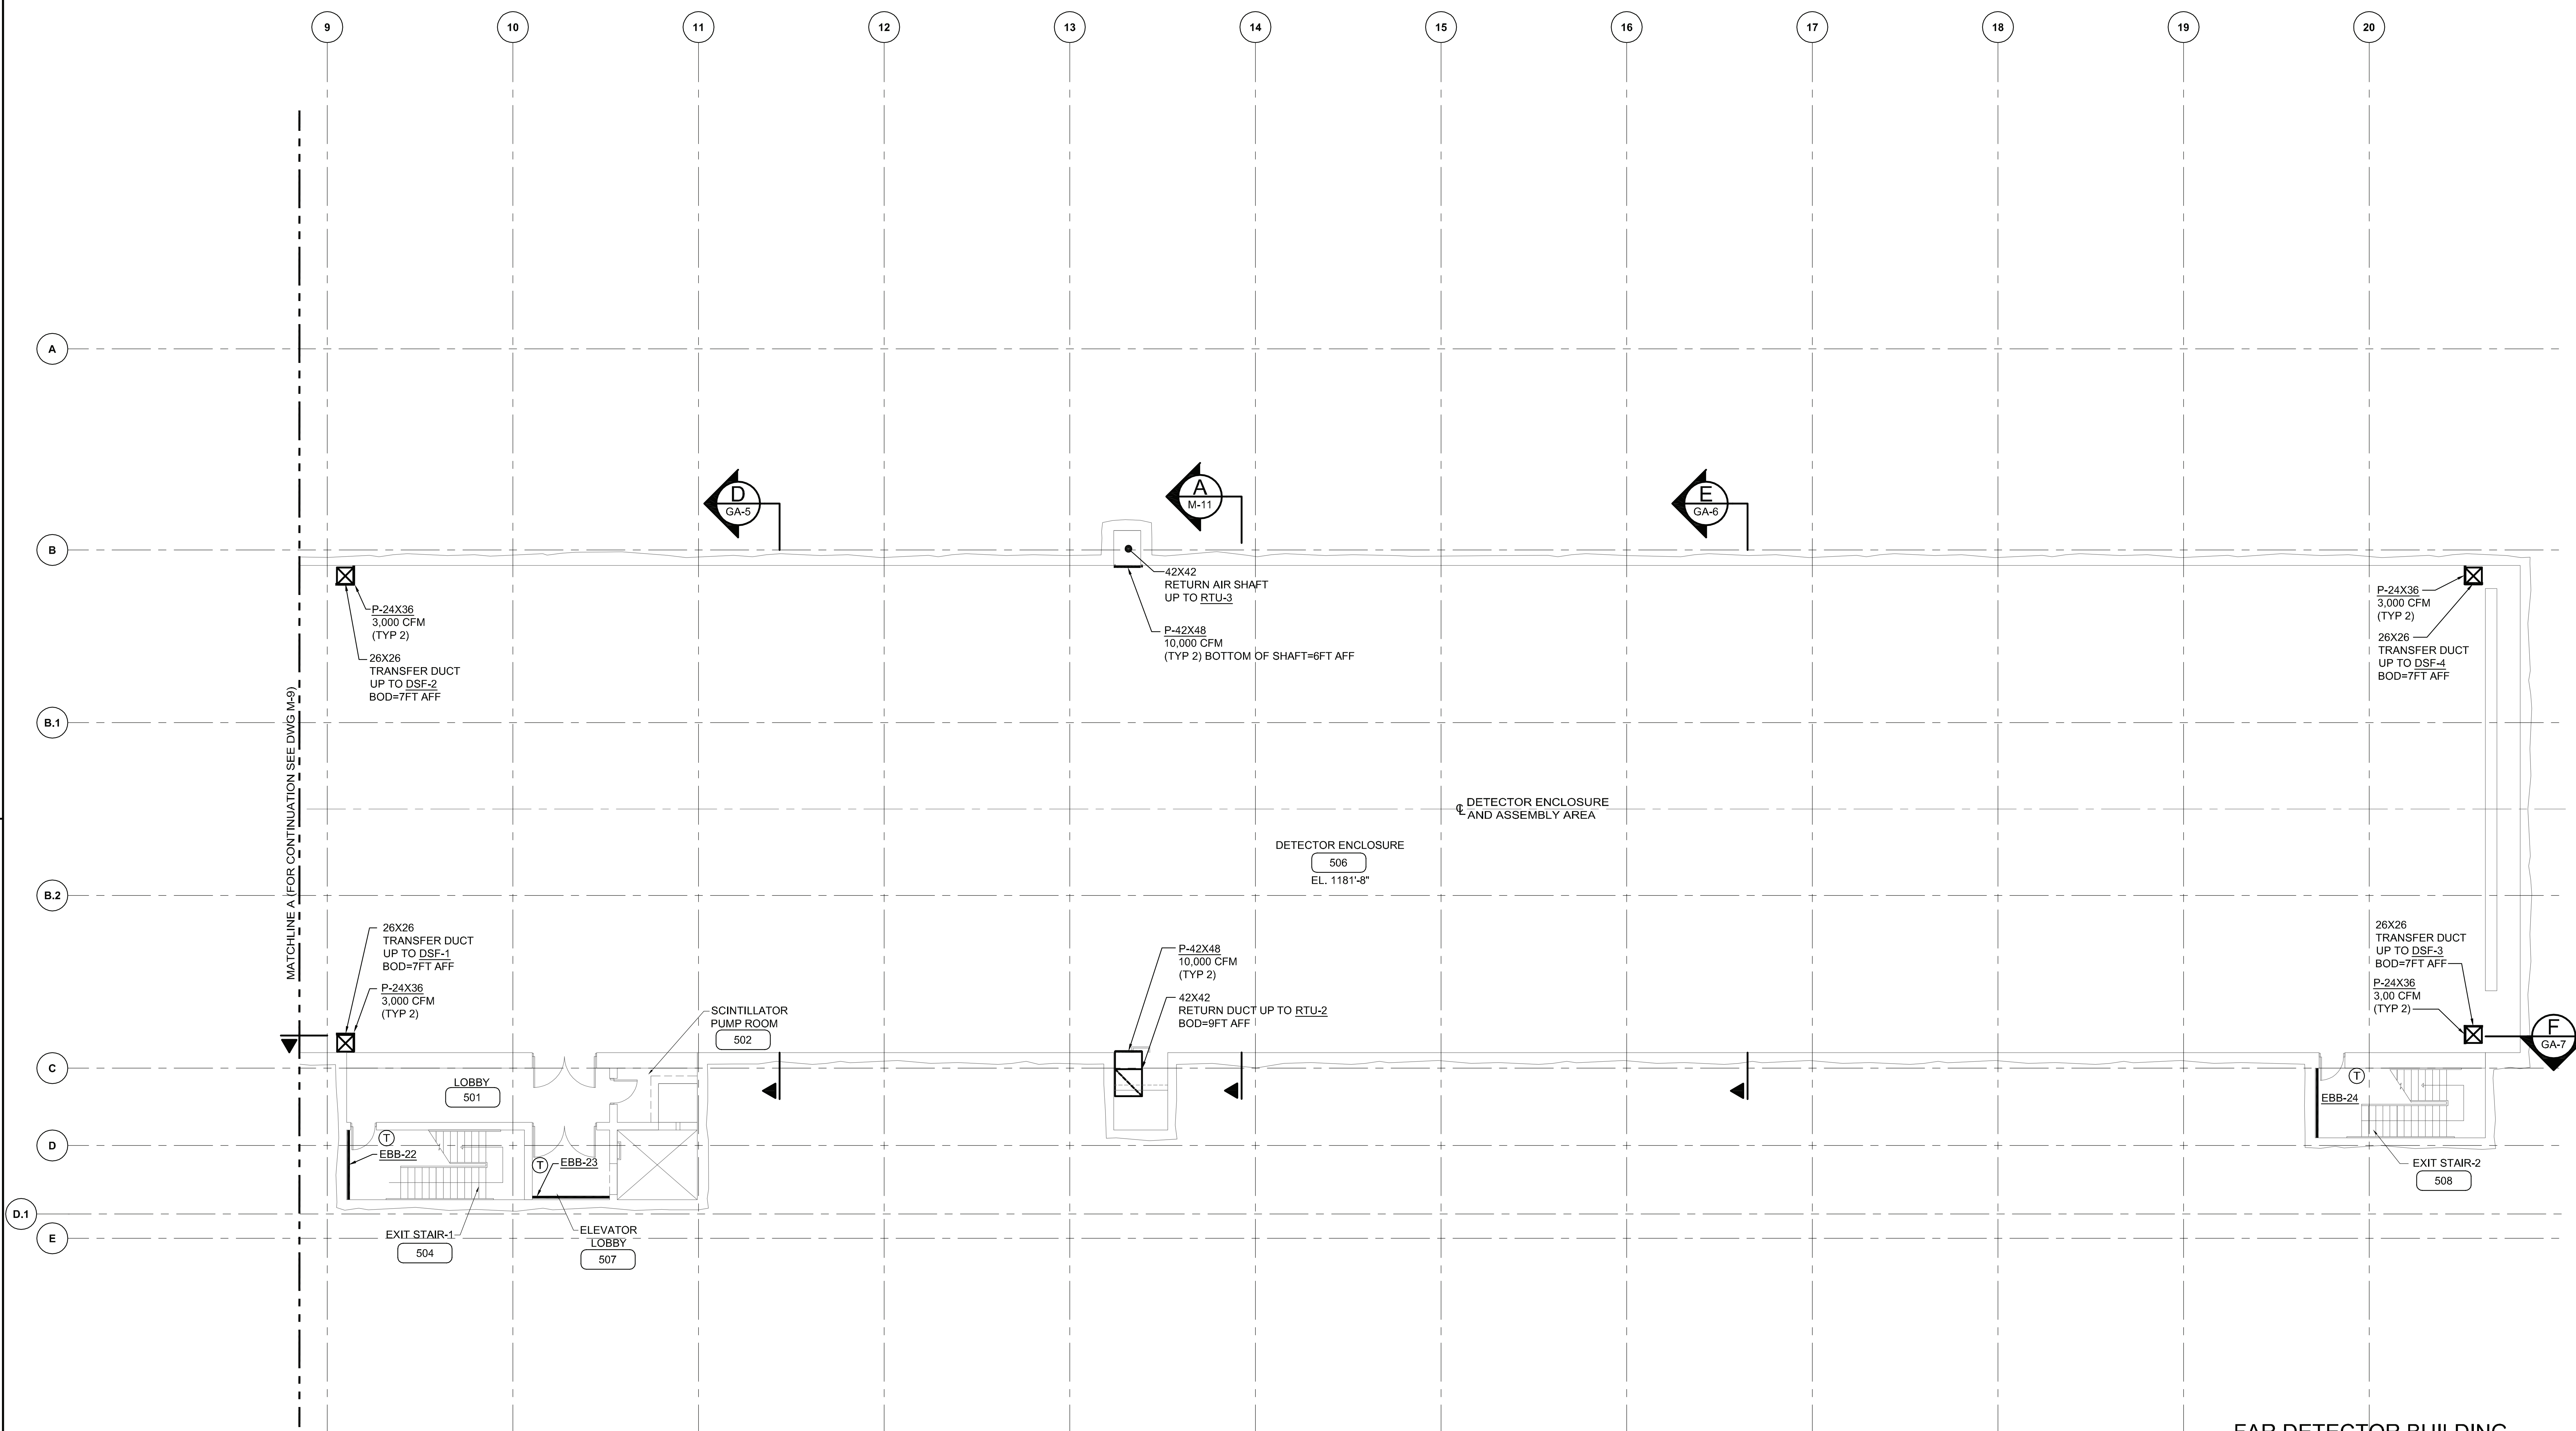 9
10
11
12
13
14
15
16
17
18
19
20
A
D
GA-5
A
M-11
E
GA-6
B
42X42
RETURN AIR SHAFT
UP TO RTU-3
P-24X36
3,000 CFM
(TYP 2)
26X26
TRANSFER DUCT
UP TO DSF-2
BOD=7FT AFF
P-42X48
10,000 CFM
(TYP 2) BOTTOM OF SHAFT=6FT AFF
P-24X36
3,000 CFM
(TYP 2)
26X26
TRANSFER DUCT
UP TO DSF-4
BOD=7FT AFF
B.1
MATCHLINE A (FOR CONTINUATION SEE DWG M-9)
℄ DETECTOR ENCLOSURE
AND ASSEMBLY AREA
DETECTOR ENCLOSURE
506
EL. 1181'-8"
B.2
26X26
TRANSFER DUCT
UP TO DSF-1
BOD=7FT AFF
P-24X36
3,000 CFM
(TYP 2)
SCINTILLATOR
PUMP ROOM
502
P-42X48
10,000 CFM
(TYP 2)
42X42
RETURN DUCT UP TO RTU-2
BOD=9FT AFF
26X26
TRANSFER DUCT
UP TO DSF-3
BOD=7FT AFF
P-24X36
3,00 CFM
(TYP 2)
F
GA-7
C
LOBBY
501
T
EBB-24
D
T
EBB-22
T
EBB-23
EXIT STAIR-2
508
D.1
E
EXIT STAIR-1
504
ELEVATOR
LOBBY
507
FAR DETECTOR BUILDING